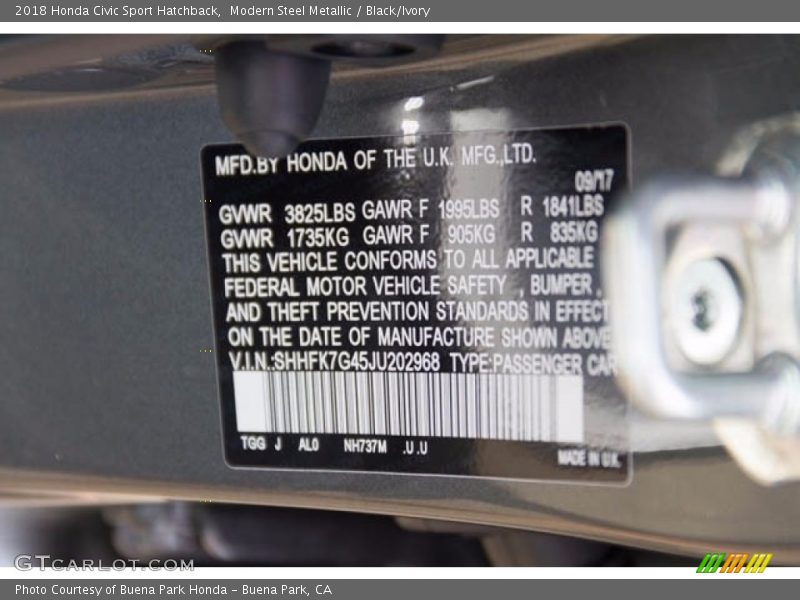 2018 Honda Civic Sport Hatchback,  Modern Steel Metallic / Black/Ivory
MFD.BY HONDA OF THE U.K. MFG.,LTD.
09/17
GVWR 3825LBS GAWR F 1995LBS R 1841LBS
GVWR 1735KG GAWR F 905KG R 835KG
THIS VEHICLE CONFORMS TO ALL APPLICABLE
FEDERAL MOTOR VEHICLE SAFETY , BUMPER ,
AND THEFT PREVENTION STANDARDS IN EFFECT
ON THE DATE OF MANUFACTURE SHOWN ABOVE
V.I.N.:SHHFK7G45JU202968 TYPE:PASSENGER CAR
TGG J AL0 NH737M .U .U
MADE IN U.K.
GTCARLOT.COM
Photo Courtesy of Buena Park Honda – Buena Park, CA